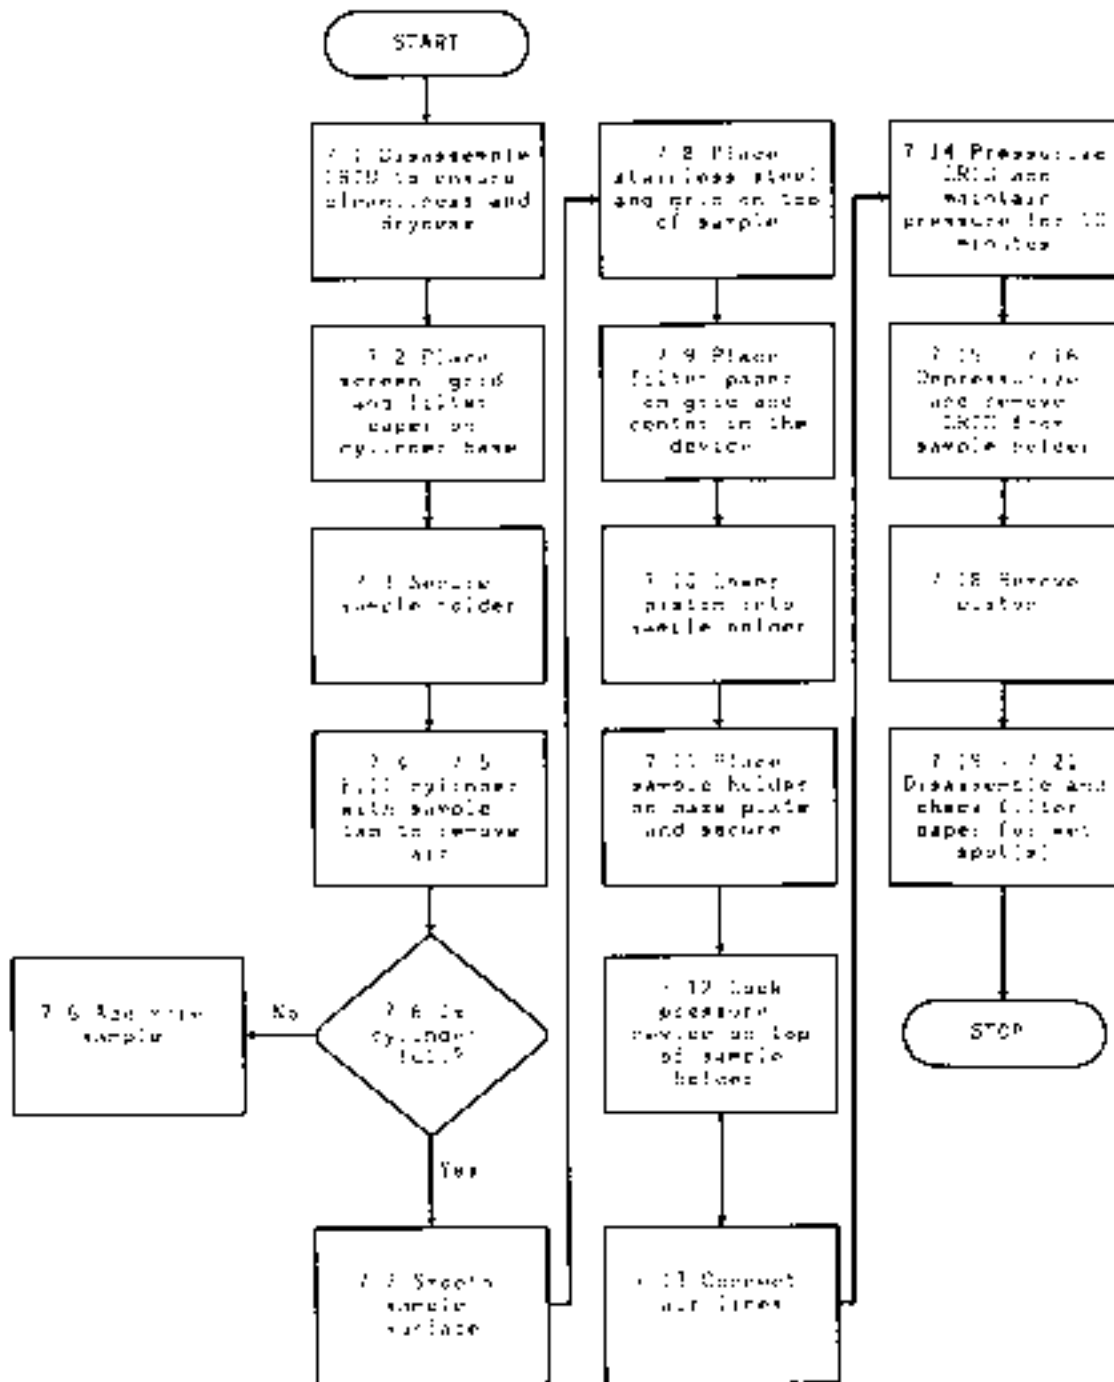 START
7.1 Disassemble
LRTD to ensure
cleanliness and
dryness
7.2 Place
screen, grid
and filter
paper on
cylinder base
7.3 Secure
sample holder
7.4 - 7.5
Fill cylinder
with sample
Tam to remove
air
7.6 Is
cylinder
full?
No
7.6 Add more
sample
Yes
7.7 Smooth
sample
surface
7.8 Place
stainless steel
and grid on top
of sample
7.9 Place
filter paper
on grid and
center in the
device
7.10 Lower
piston into
sample holder
7.11 Place
sample holder
on base plate
and secure
7.12 Lock
pressure
device on top
of sample
holder
7.13 Connect
air lines
7.14 Pressurize
LRTD and
maintain
pressure for 10
minutes
7.15 - 7.16
Depressurize
and remove
LRTD from
sample holder
7.18 Remove
piston
7.19 - 7.21
Disassemble and
check filter
paper for wet
spot(s)
STOP